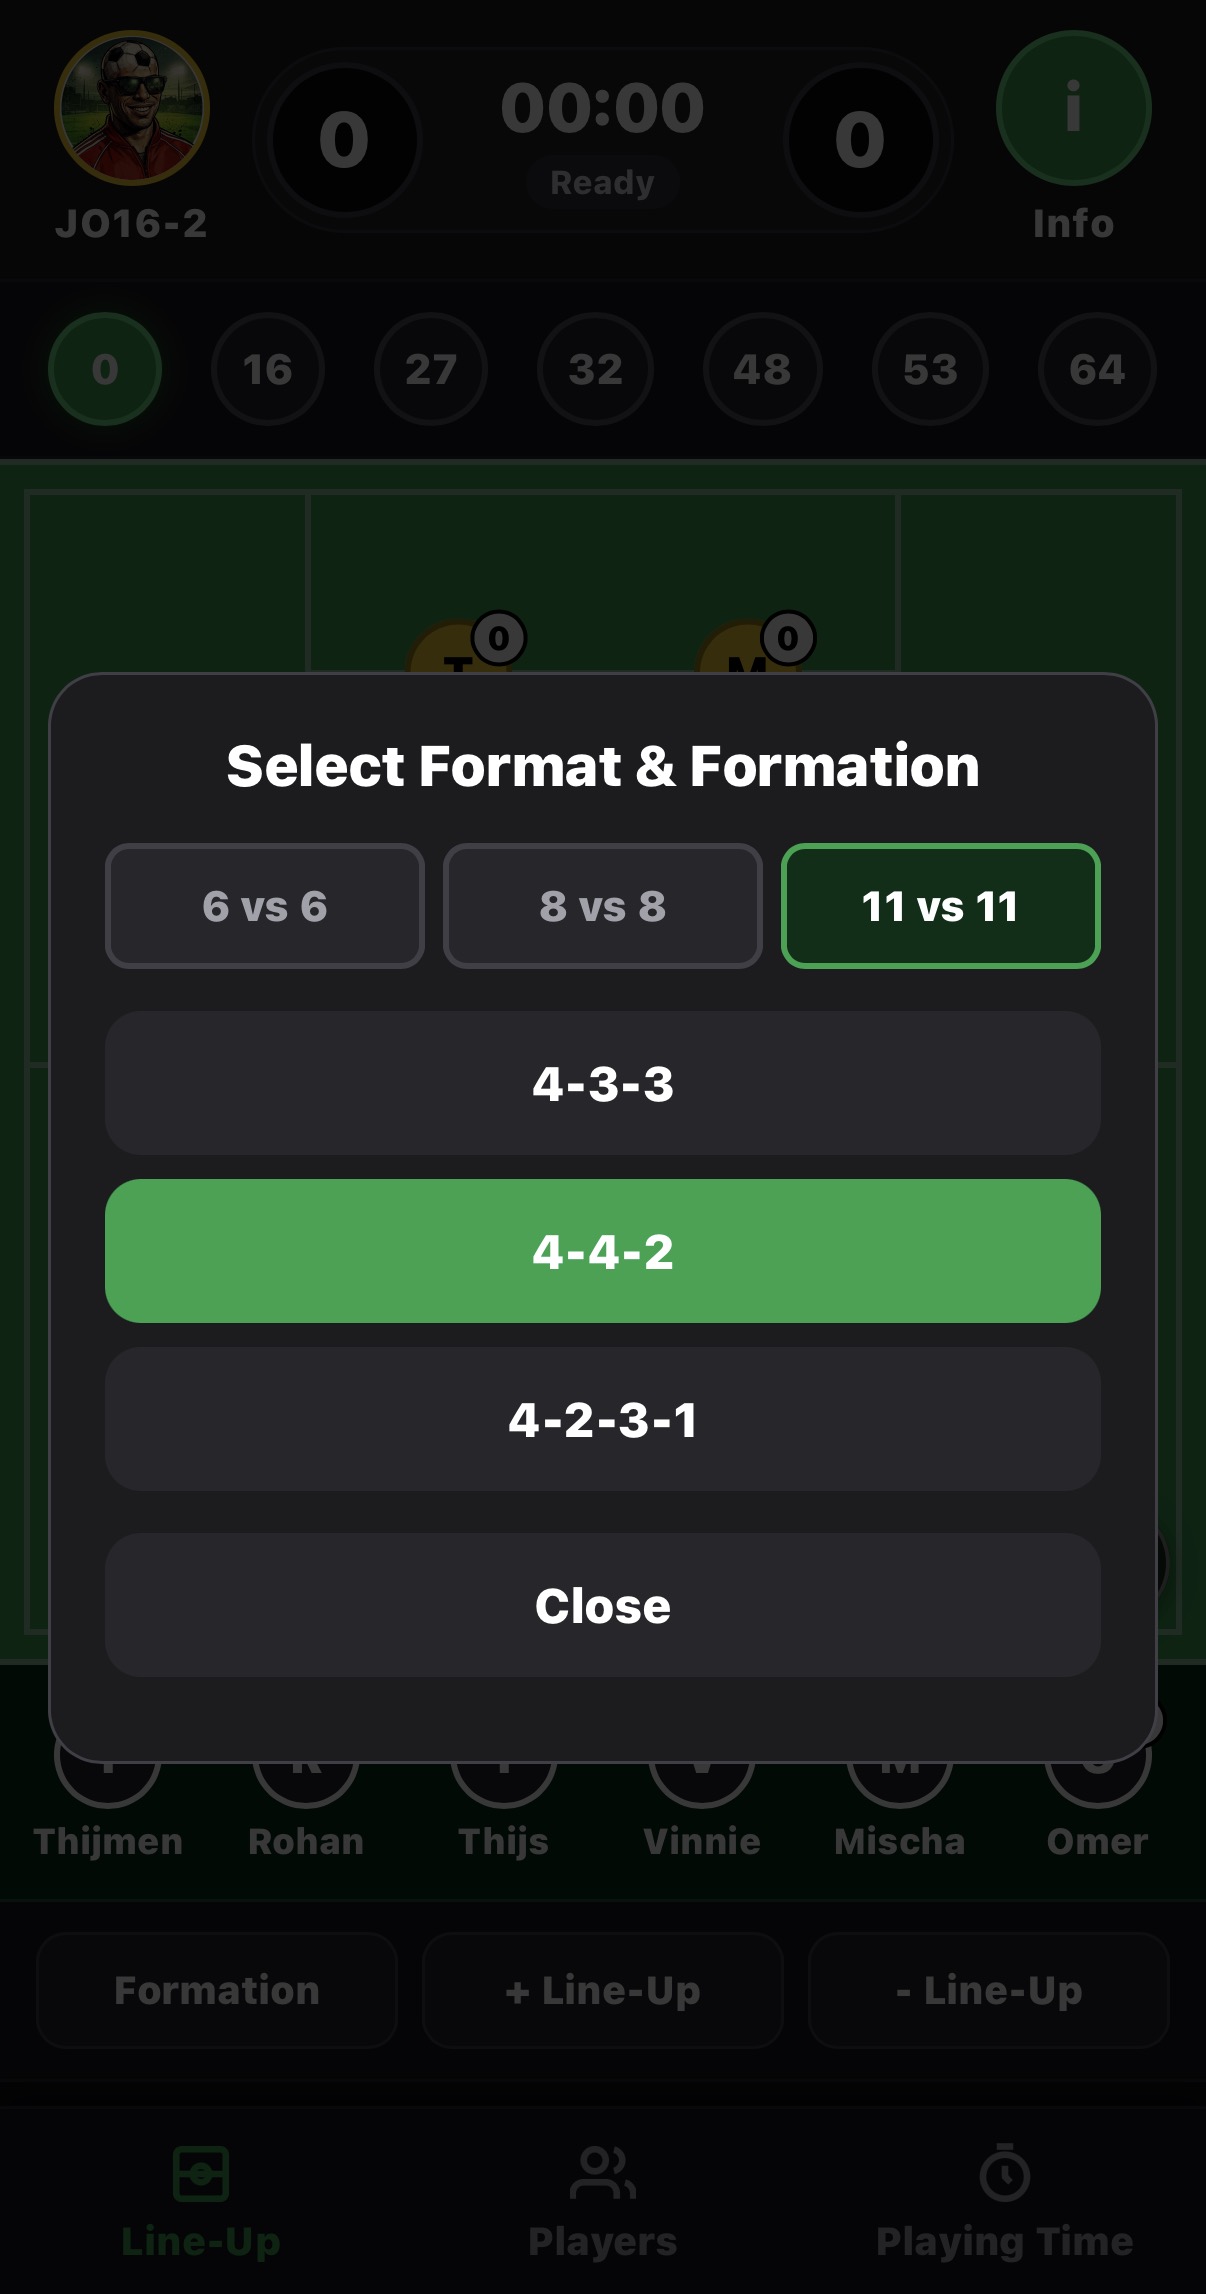 00:00
0
0
i
Ready
JO16-2
Info
0
16
27
32
48
53
64
0
0
T
M
Select Format & Formation
6 vs 6
8 vs 8
11 vs 11
4-3-3
4-4-2
4-2-3-1
Close
Thijmen
Rohan
Thijs
Vinnie
Mischa
Omer
Formation
+ Line-Up
- Line-Up
Line-Up
Players
Playing Time